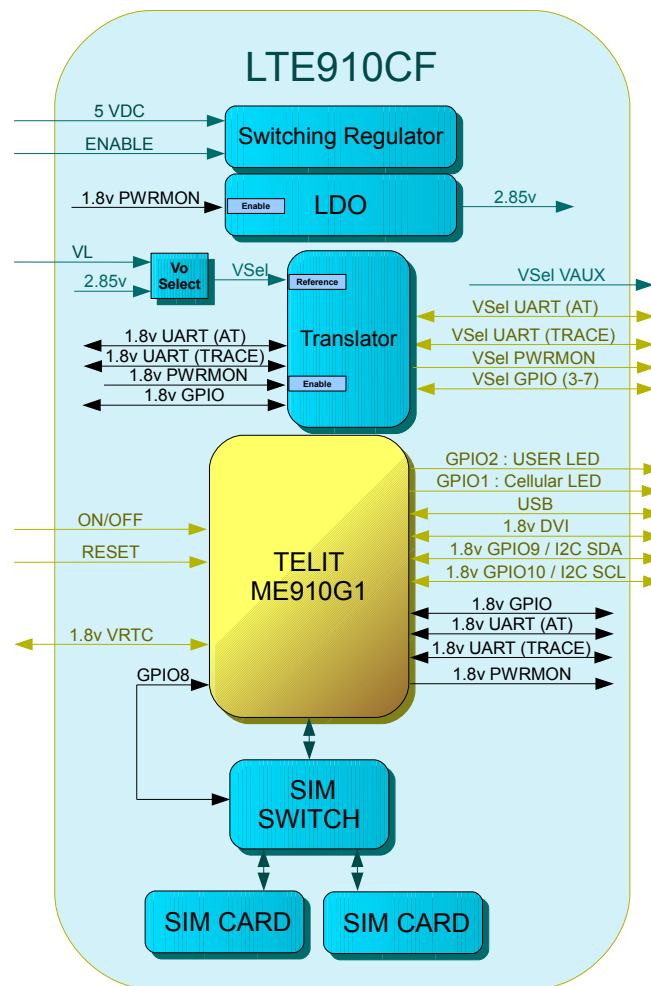 LTE910CF
5 VDC
Switching Regulator
ENABLE
1.8v PWRMON
Enable
LDO
2.85v
VL
2.85v
Vo
Select
VSel
Reference
Translator
VSel VAUX
VSel UART (AT)
VSel UART (TRACE)
VSel PWRMON
VSel GPIO (3-7)
1.8v UART (AT)
1.8v UART (TRACE)
1.8v PWRMON
Enable
1.8v GPIO
ON/OFF
RESET
1.8v VRTC
GPIO8
TELIT
ME910G1
GPIO2 : USER LED
GPIO1 : Cellular LED
USB
1.8v DVI
1.8v GPIO9 / I2C SDA
1.8v GPIO10 / I2C SCL
1.8v GPIO
1.8v UART (AT)
1.8v UART (TRACE)
1.8v PWRMON
SIM
SWITCH
SIM CARD
SIM CARD